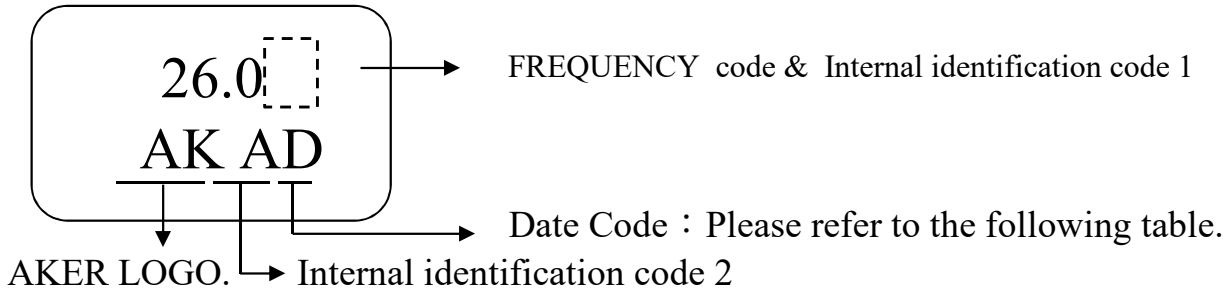 26.0
FREQUENCY code & Internal identification code 1
AK AD
Date Code：Please refer to the following table.
AKER LOGO.
Internal identification code 2